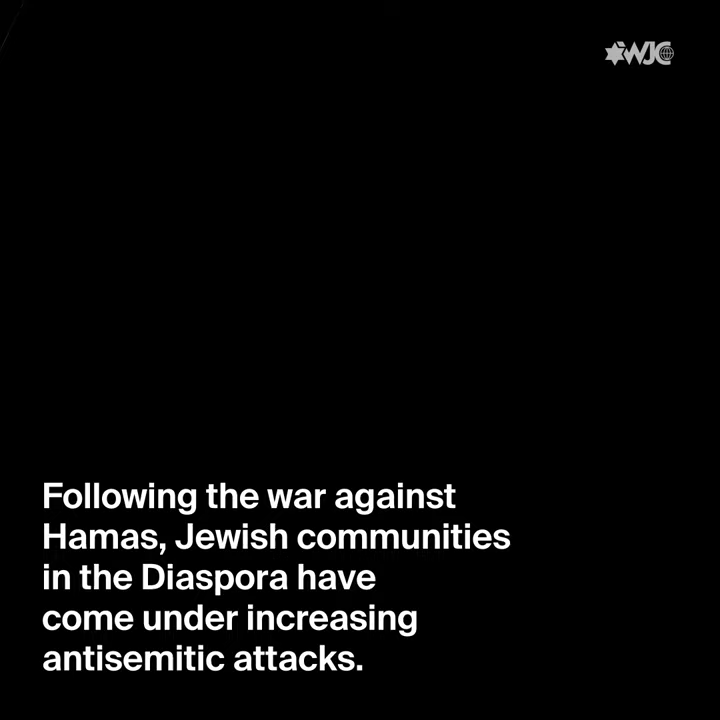 WJC
Following the war against
Hamas, Jewish communities
in the Diaspora have
come under increasing
antisemitic attacks.